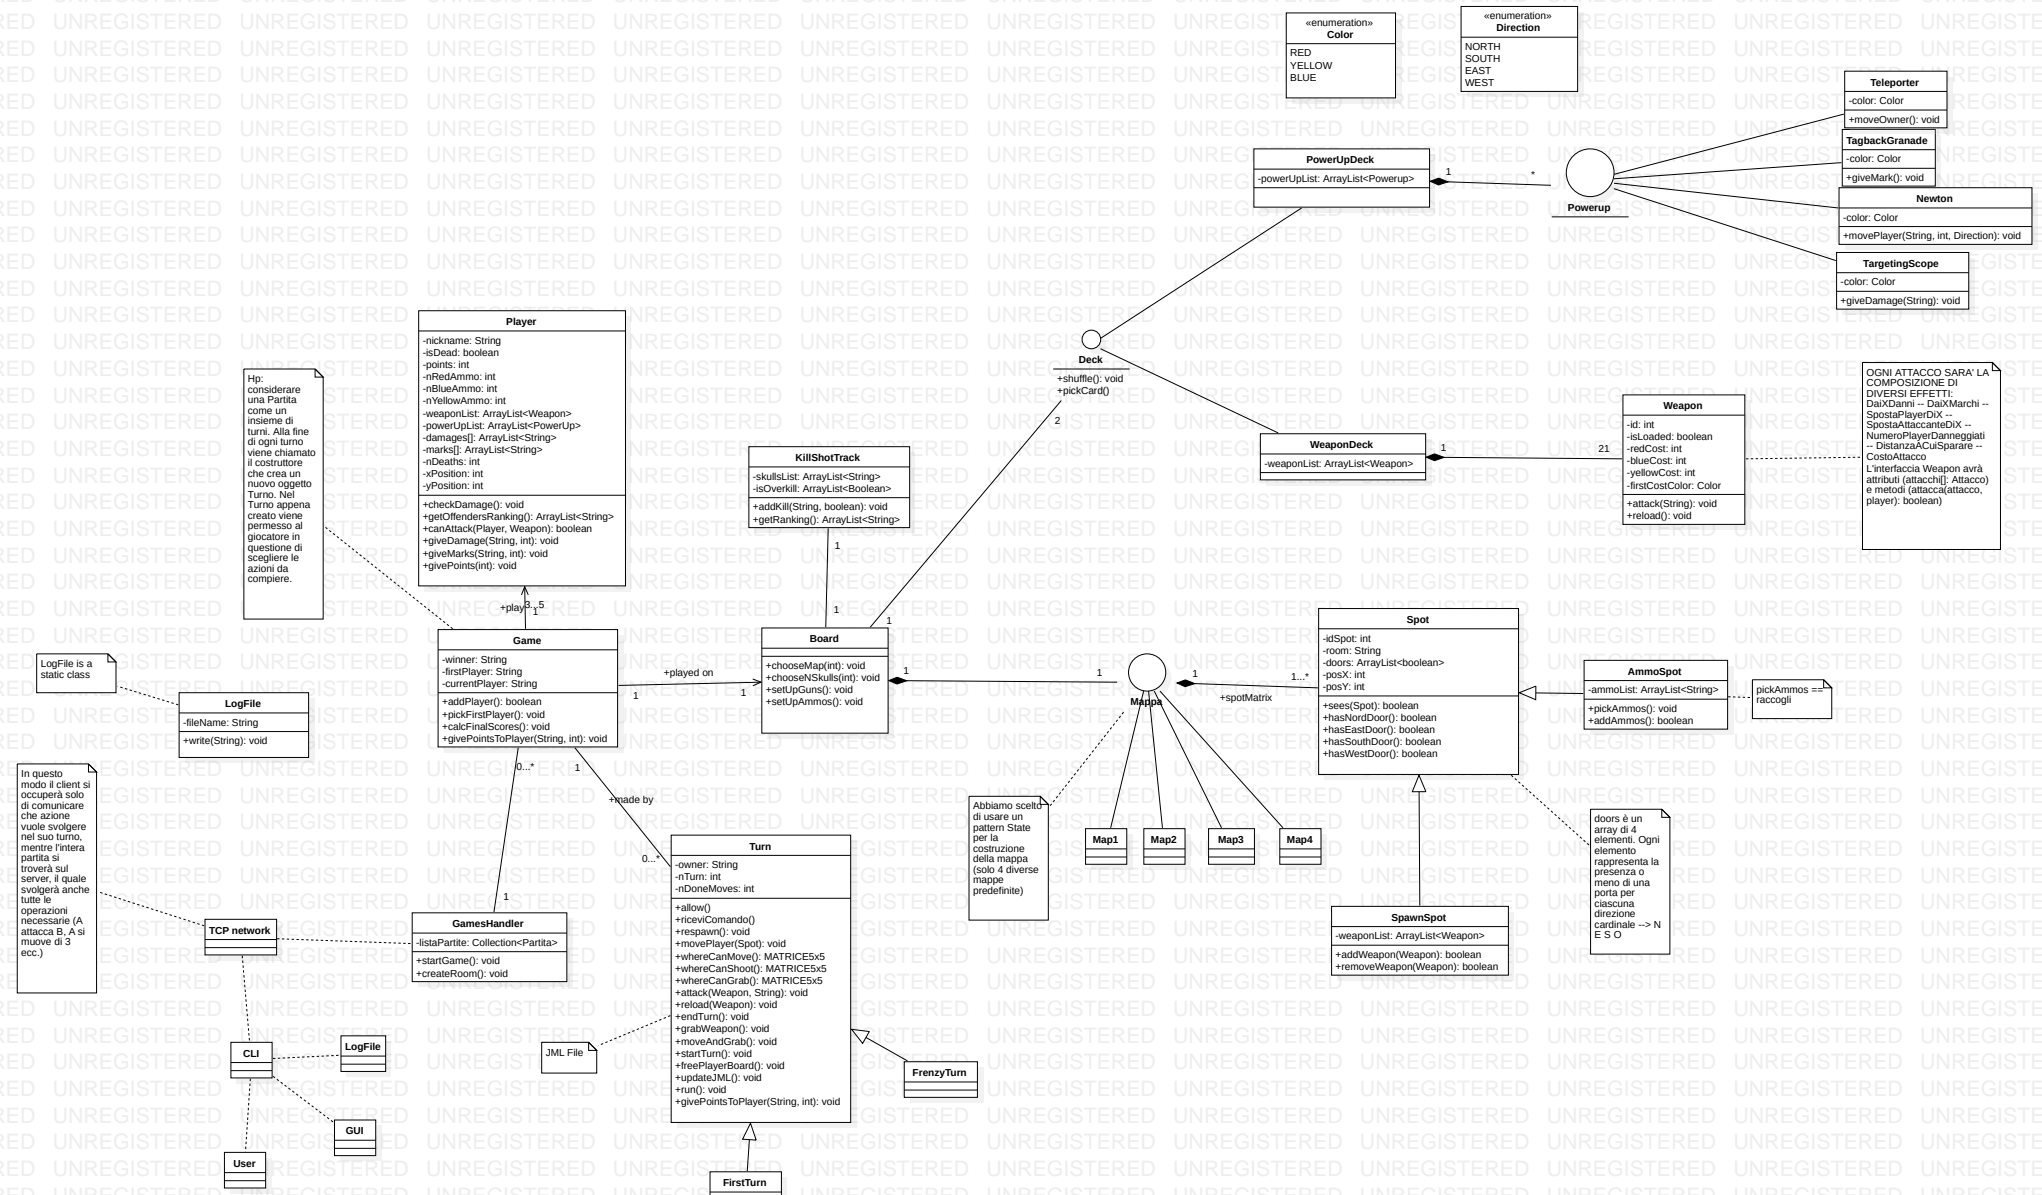 «enumeration»
Color
RED
YELLOW
BLUE
«enumeration»
Direction
NORTH
SOUTH
EAST
WEST
Teleporter
-color: Color
+moveOwner(): void
TagbackGranade
-color: Color
+giveMark(): void
Newton
-color: Color
+movePlayer(String, int, Direction): void
TargetingScope
-color: Color
+giveDamage(String): void
PowerUpDeck
-powerUpList: ArrayList<Powerup>
1
*
Powerup
Deck
+shuffle(): void
+pickCard()
2
Player
-nickname: String
-isDead: boolean
-points: int
-nRedAmmo: int
-nBlueAmmo: int
-nYellowAmmo: int
-weaponList: ArrayList<Weapon>
-powerUpList: ArrayList<PowerUp>
-damages[]: ArrayList<String>
-marks[]: ArrayList<String>
-nDeaths: int
-xPosition: int
-yPosition: int
+checkDamage(): void
+getOffendersRanking(): ArrayList<String>
+canAttack(Player, Weapon): boolean
+giveDamage(String, int): void
+giveMarks(String, int): void
+givePoints(int): void
Hp:
considerare
una Partita
come un
insieme di
turni. Alla fine
di ogni turno
viene chiamato
il costruttore
che crea un
nuovo oggetto
Turno. Nel
Turno appena
creato viene
permesso al
giocatore in
questione di
scegliere le
azioni da
compiere.
KillShotTrack
-skullsList: ArrayList<String>
-isOverkill: ArrayList<Boolean>
+addKill(String, boolean): void
+getRanking(): ArrayList<String>
1
1
WeaponDeck
-weaponList: ArrayList<Weapon>
1
21
Weapon
-id: int
-isLoaded: boolean
-redCost: int
-blueCost: int
-yellowCost: int
-firstCostColor: Color
+attack(String): void
+reload(): void
OGNI ATTACCO SARA' LA
COMPOSIZIONE DI
DIVERSI EFFETTI:
DaiXDanni -- DaiXMarchi --
SpostaPlayerDiX --
SpostaAttaccanteDiX --
NumeroPlayerDanneggiati
-- DistanzaACuiSparare --
CostoAttacco
L'interfaccia Weapon avrà
attributi (attacchi[]: Attacco)
e metodi (attacca(attacco,
player): boolean)
+play
3...5
1
Game
-winner: String
-firstPlayer: String
-currentPlayer: String
+addPlayer(): boolean
+pickFirstPlayer(): void
+calcFinalScores(): void
+givePointsToPlayer(String, int): void
+played on
1
1
Board
+chooseMap(int): void
+chooseNSkulls(int): void
+setUpGuns(): void
+setUpAmmos(): void
1
1
1
Mappa
1
1...*
+spotMatrix
Spot
-idSpot: int
-room: String
-doors: ArrayList<boolean>
-posX: int
-posY: int
+sees(Spot): boolean
+hasNordDoor(): boolean
+hasEastDoor(): boolean
+hasSouthDoor(): boolean
+hasWestDoor(): boolean
AmmoSpot
-ammoList: ArrayList<String>
+pickAmmos(): void
+addAmmos(): boolean
pickAmmos ==
raccogli
LogFile is a
static class
LogFile
-fileName: String
+write(String): void
In questo
modo il client si
occuperà solo
di comunicare
che azione
vuole svolgere
nel suo turno,
mentre l'intera
partita si
troverà sul
server, il quale
svolgerà anche
tutte le
operazioni
necessarie (A
attacca B, A si
muove di 3
ecc.)
0...*
1
1
+made by
0...*
Turn
-owner: String
-nTurn: int
-nDoneMoves: int
+allow()
+riceviComando()
+respawn(): void
+movePlayer(Spot): void
+whereCanMove(): MATRICE5x5
+whereCanShoot(): MATRICE5x5
+whereCanGrab(): MATRICE5x5
+attack(Weapon, String): void
+reload(Weapon): void
+endTurn(): void
+grabWeapon(): void
+moveAndGrab(): void
+startTurn(): void
+freePlayerBoard(): void
+updateJML(): void
+run(): void
+givePointsToPlayer(String, int): void
Abbiamo scelto
di usare un
pattern State
per la
costruzione
della mappa
(solo 4 diverse
mappe
predefinite)
Map1
Map2
Map3
Map4
doors è un
array di 4
elementi. Ogni
elemento
rappresenta la
presenza o
meno di una
porta per
ciascuna
direzione
cardinale --> N
E S O
SpawnSpot
-weaponList: ArrayList<Weapon>
+addWeapon(Weapon): boolean
+removeWeapon(Weapon): boolean
GamesHandler
-listaPartite: Collection<Partita>
+startGame(): void
+createRoom(): void
TCP network
CLI
LogFile
GUI
User
JML File
FrenzyTurn
FirstTurn
UNREGISTERED